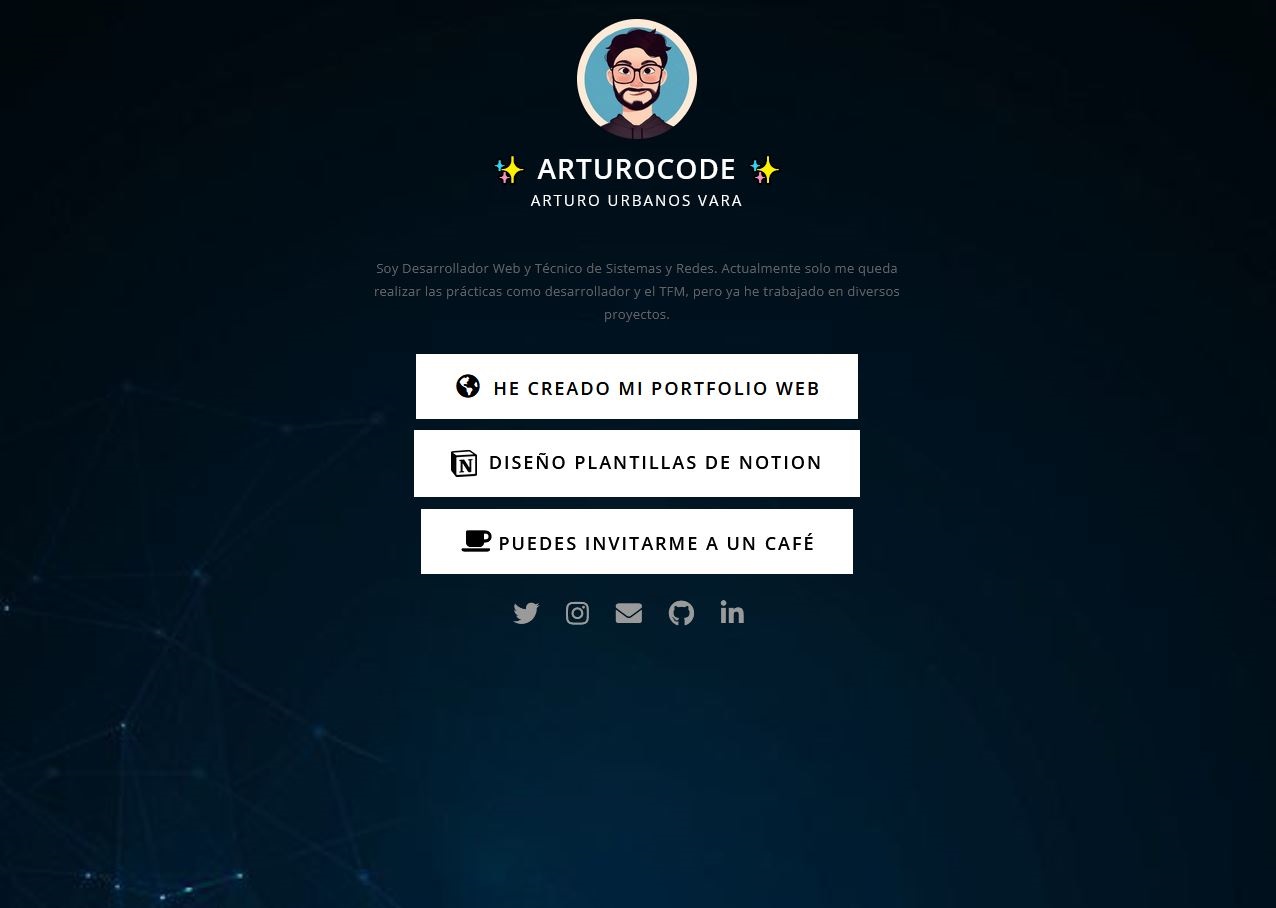 ✨ ARTUROCODE ✨
ARTURO URBANOS VARA
Soy Desarrollador Web y Técnico de Sistemas y Redes. Actualmente solo me queda
realizar las prácticas como desarrollador y el TFM, pero ya he trabajado en diversos
proyectos.
HE CREADO MI PORTFOLIO WEB
DISEÑO PLANTILLAS DE NOTION
PUEDES INVITARME A UN CAFÉ